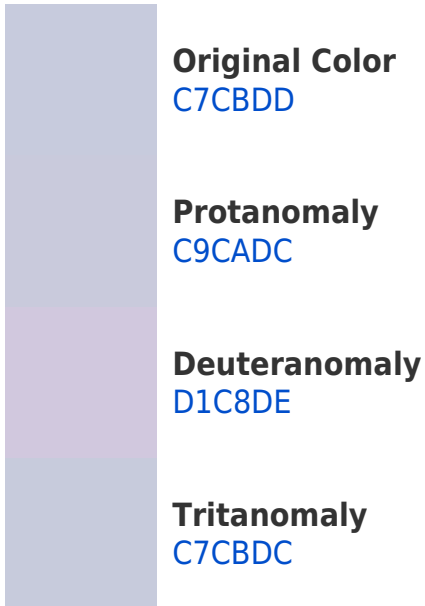 Original Color
C7CBDD
Protanomaly
C9CADC
Deuteranomaly
D1C8DE
Tritanomaly
C7CBDC